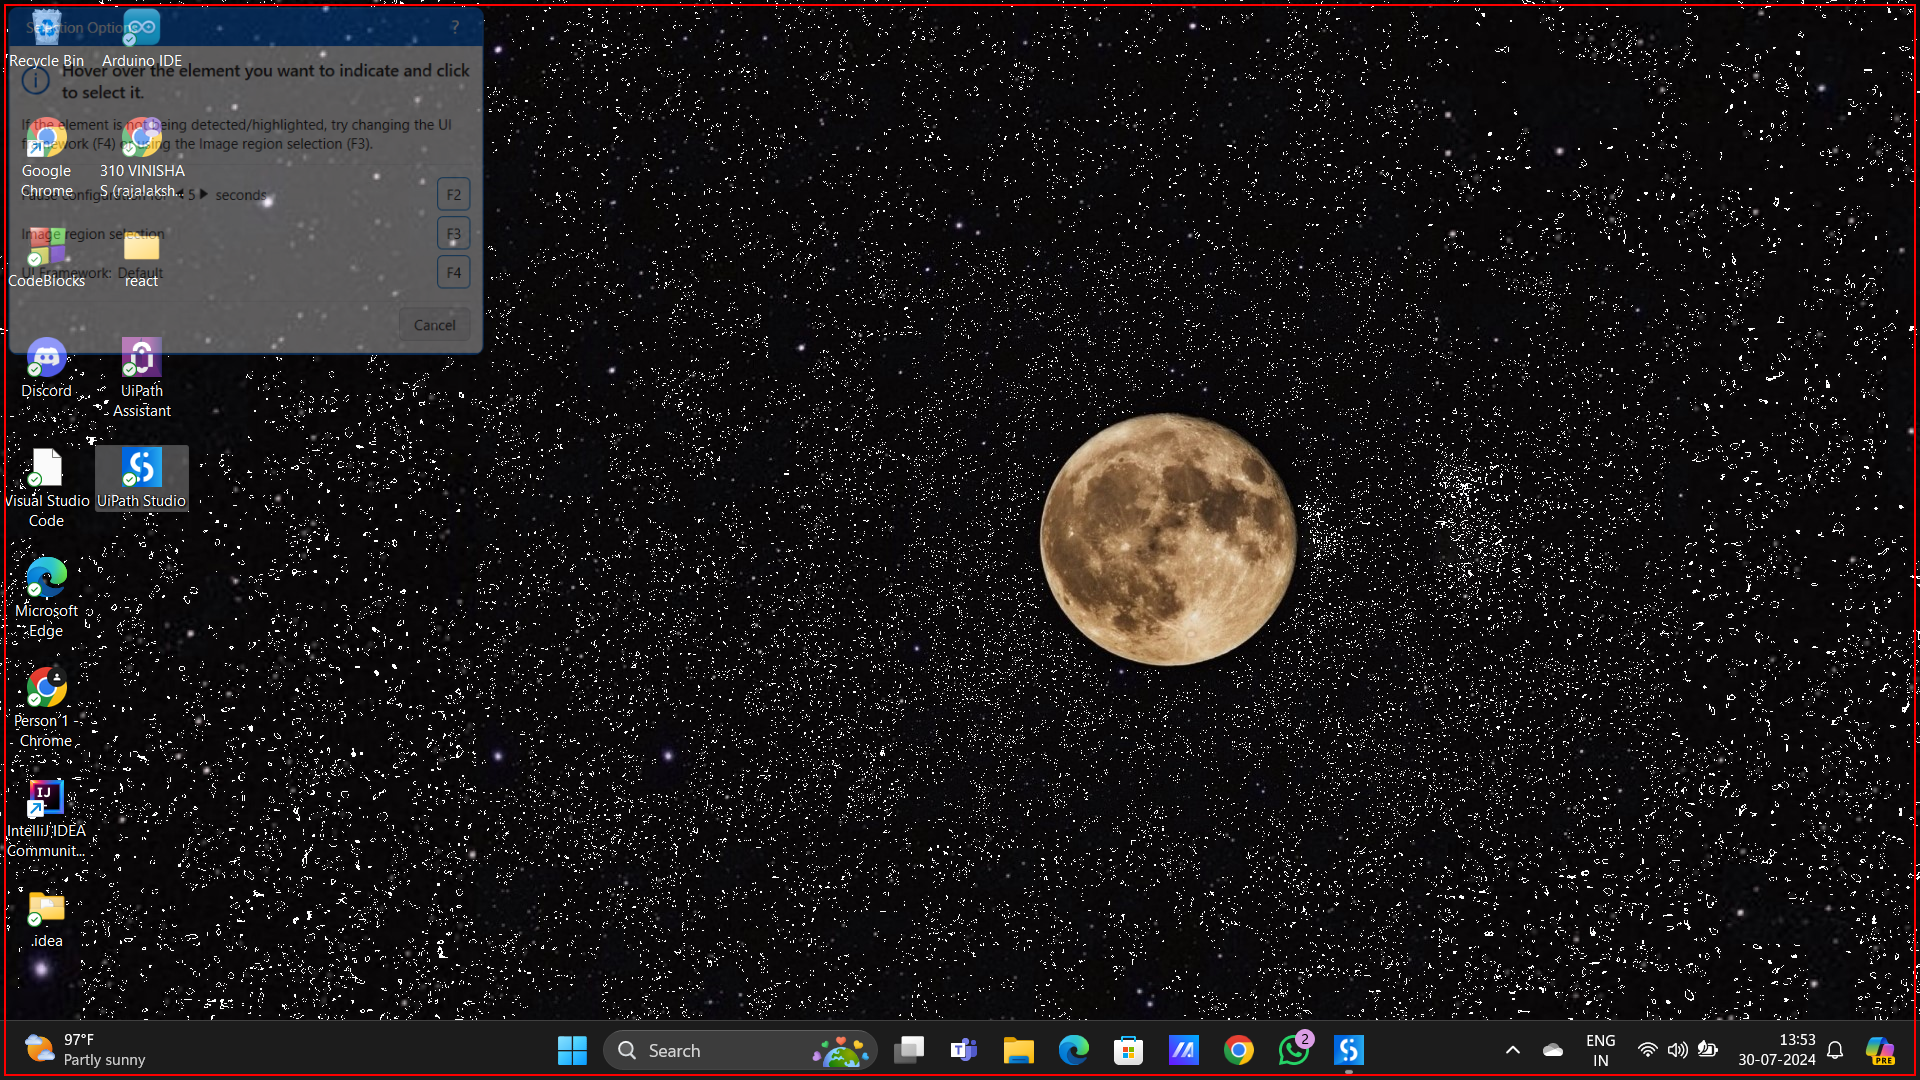 Selection Options
?
Hover over the element you want to indicate and click
to select it.
If the element is not being detected/highlighted, try changing the UI
framework (F4) or using the Image region selection (F3).
Pause configuration for 5 seconds
F2
Image region selection
F3
UI Framework: Default
F4
Cancel
Recycle Bin
Arduino IDE
Google
Chrome
310 VINISHA
S (rajalaksh...
CodeBlocks
react
Discord
UiPath
Assistant
Visual Studio
Code
UiPath Studio
Microsoft
Edge
Person 1 -
Chrome
IJ
IntelliJ IDEA
Communit...
.idea
97°F
Partly sunny
Search
T
2
ENG
IN
13:53
30-07-2024
PRE